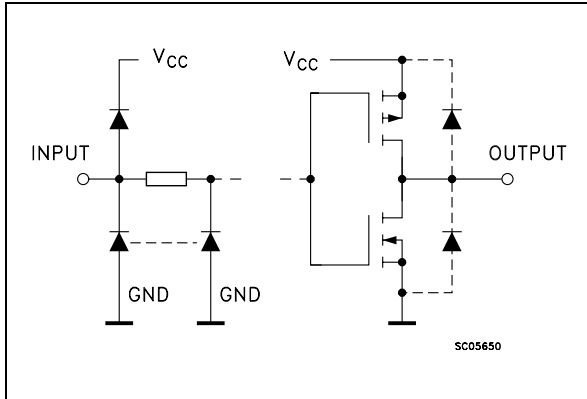 VCC
VCC
INPUT
OUTPUT
GND
GND
SC05650